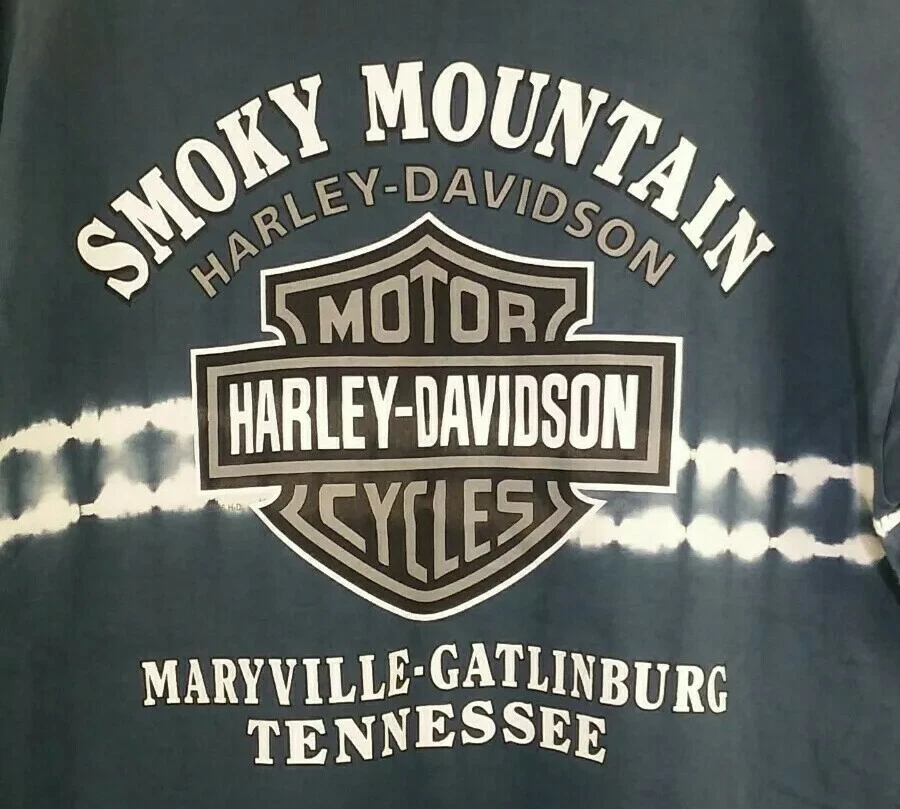 SMOKY MOUNTAIN
HARLEY-DAVIDSON
MOTOR
HARLEY-DAVIDSON
CYCLES
MARYVILLE-GATLINBURG
TENNESSEE